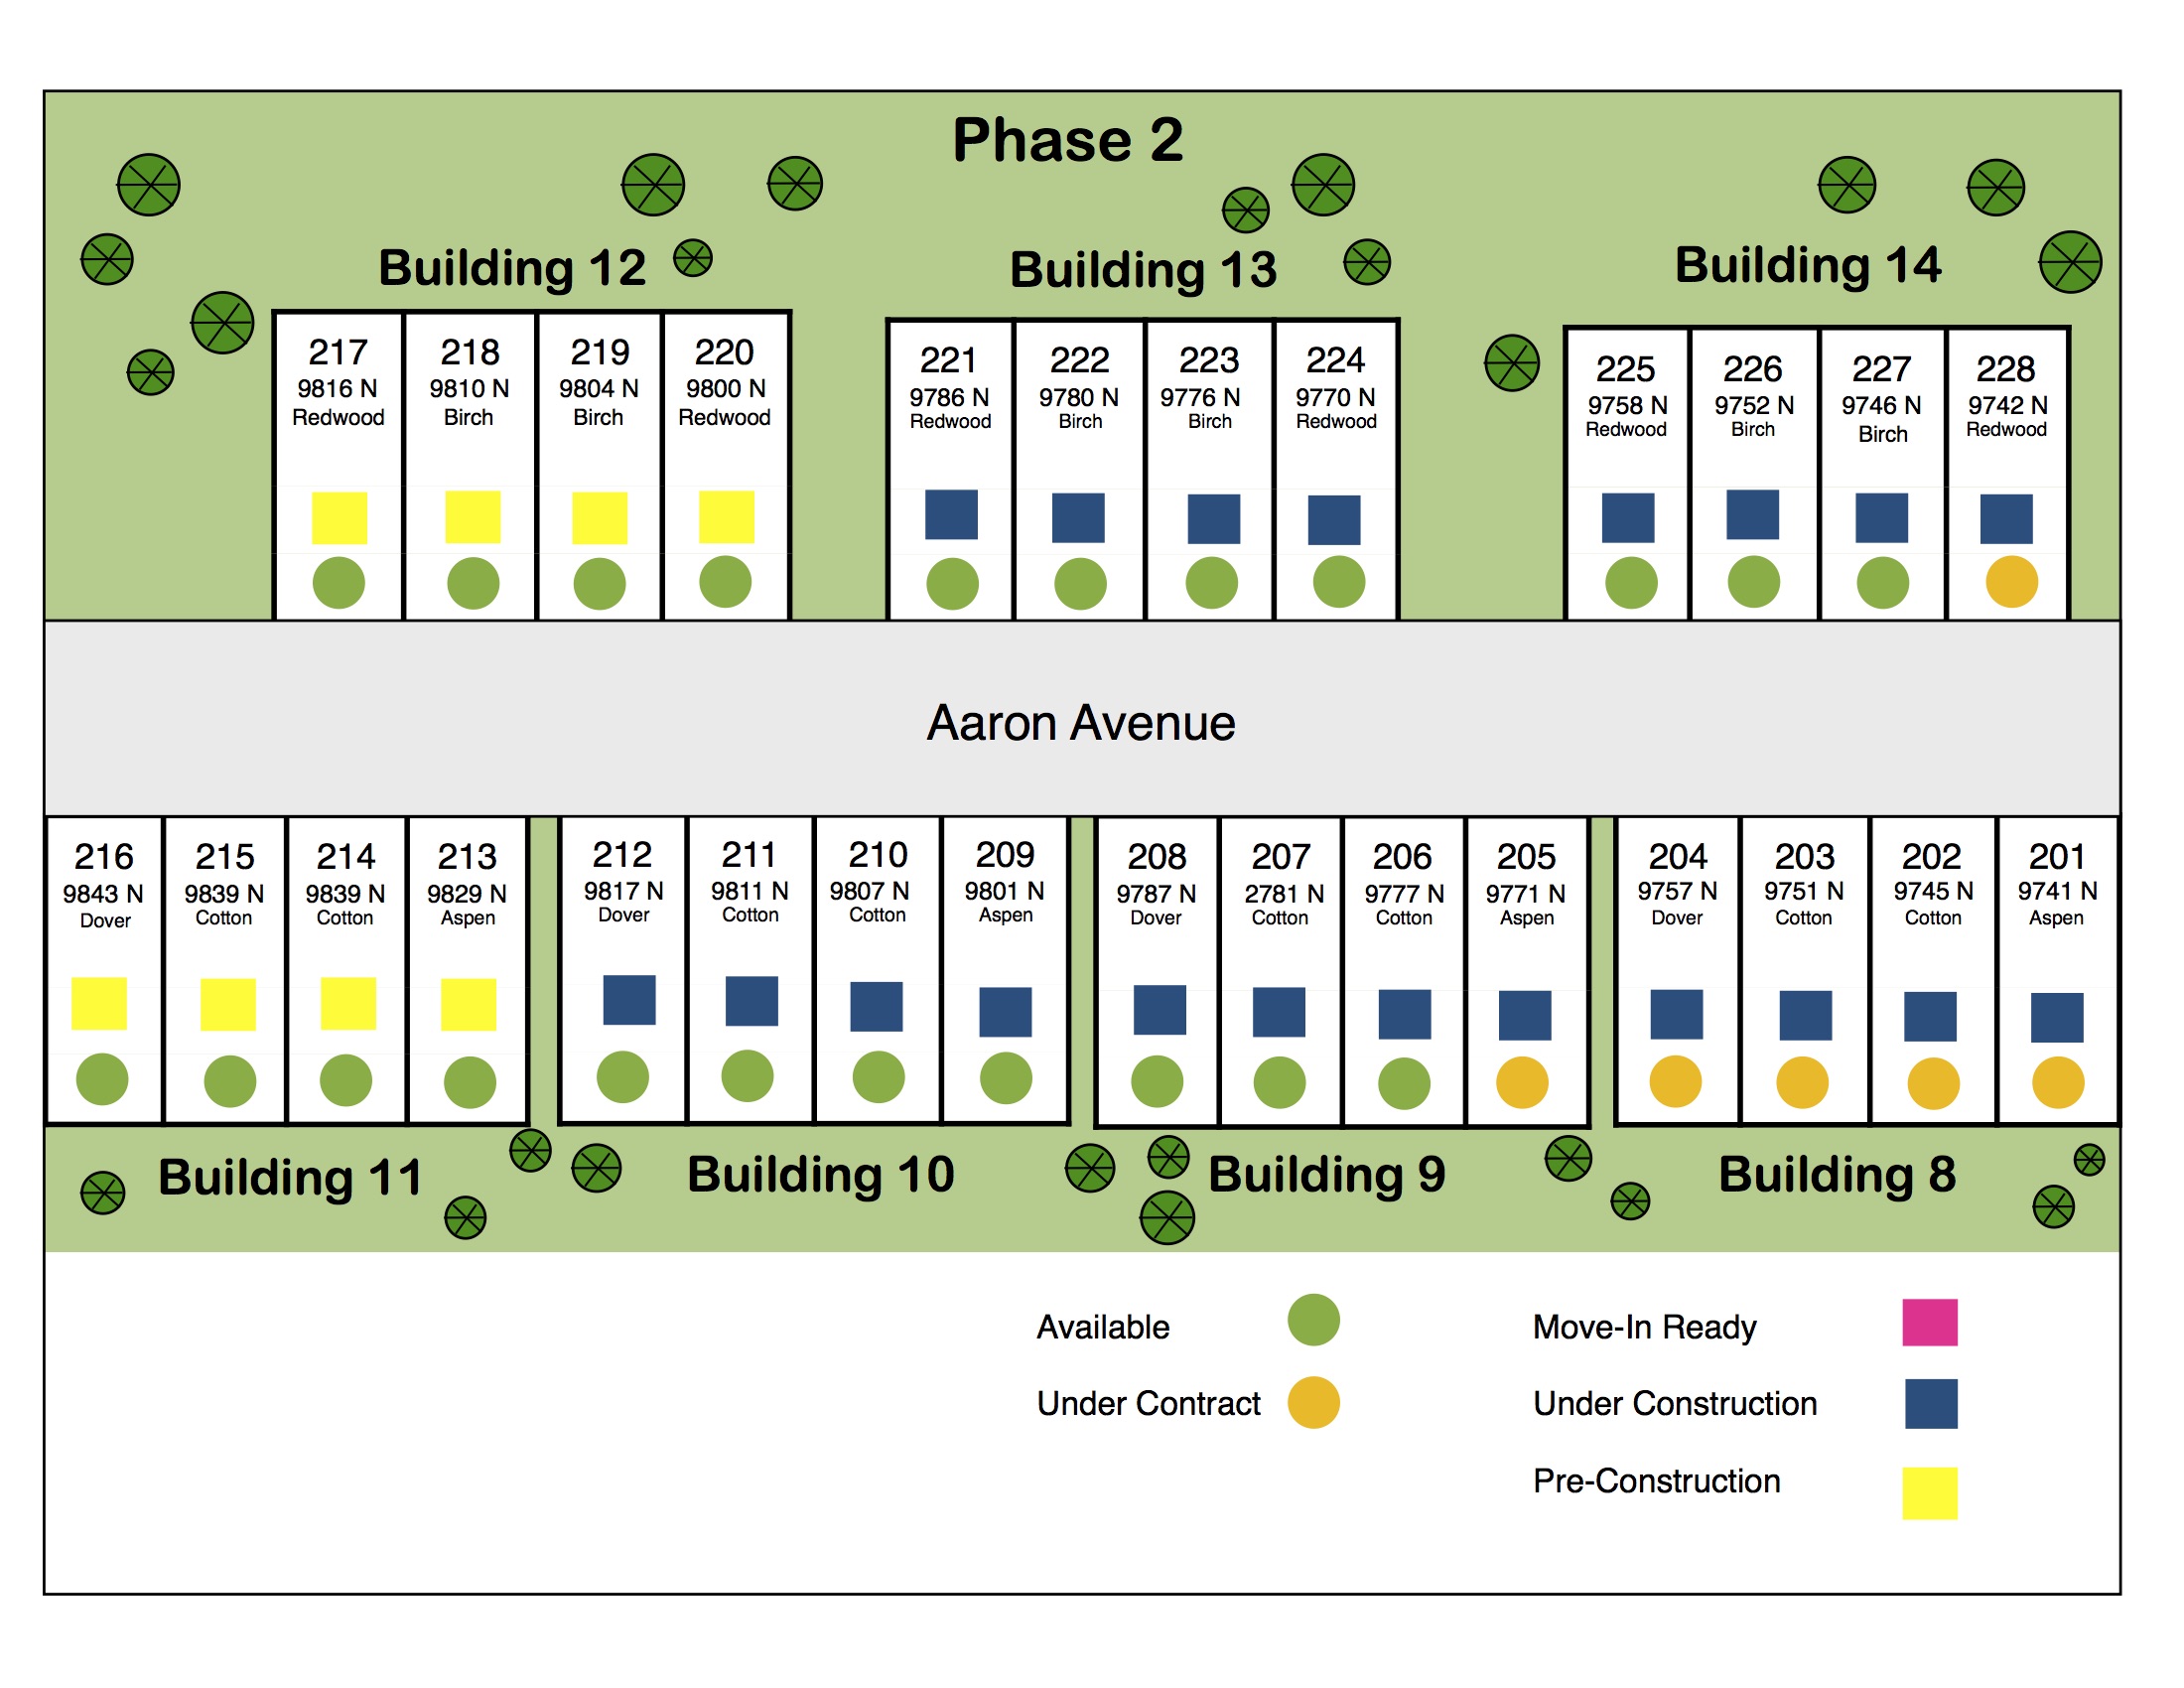 Phase 2
Building 12
Building 13
Building 14
217
9816 N
Redwood
218
9810 N
Birch
219
9804 N
Birch
220
9800 N
Redwood
221
9786 N
Redwood
222
9780 N
Birch
223
9776 N
Birch
224
9770 N
Redwood
225
9758 N
Redwood
226
9752 N
Birch
227
9746 N
Birch
228
9742 N
Redwood
Aaron Avenue
216
9843 N
Dover
215
9839 N
Cotton
214
9839 N
Cotton
213
9829 N
Aspen
212
9817 N
Dover
211
9811 N
Cotton
210
9807 N
Cotton
209
9801 N
Aspen
208
9787 N
Dover
207
2781 N
Cotton
206
9777 N
Cotton
205
9771 N
Aspen
204
9757 N
Dover
203
9751 N
Cotton
202
9745 N
Cotton
201
9741 N
Aspen
Building 11
Building 10
Building 9
Building 8
Available
Under Contract
Move-In Ready
Under Construction
Pre-Construction